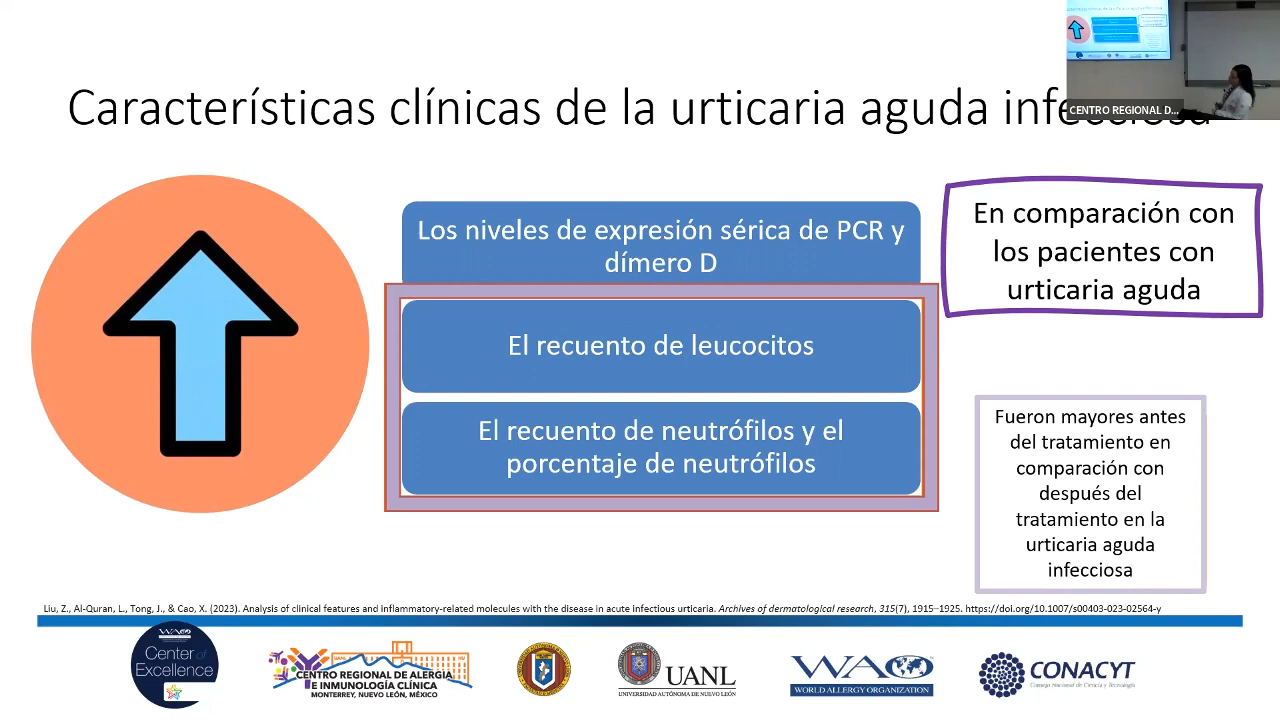 Características clínicas de la urticaria aguda infecciosa
CENTRO REGIONAL D...
Los niveles de expresión sérica de PCR y
dímero D
El recuento de leucocitos
El recuento de neutrófilos y el
porcentaje de neutrófilos
En comparación con
los pacientes con
urticaria aguda
Fueron mayores antes
del tratamiento en
comparación con
después del
tratamiento en la
urticaria aguda
infecciosa
Liu, Z., Al-Quran, L., Tong, J., & Cao, X. (2023). Analysis of clinical features and inflammatory-related molecules with the disease in acute infectious urticaria. Archives of dermatological research, 315(7), 1915–1925. https://doi.org/10.1007/s00403-023-02564-y
WAO
Center of
Excellence
CENTRO REGIONAL DE ALERGIA
E INMUNOLOGÍA CLÍNICA
MONTERREY, NUEVO LEÓN, MÉXICO
UANL
UNIVERSIDAD AUTÓNOMA DE NUEVO LEÓN
WAO
WORLD ALLERGY ORGANIZATION
CONACYT
Consejo Nacional de Ciencia y Tecnología